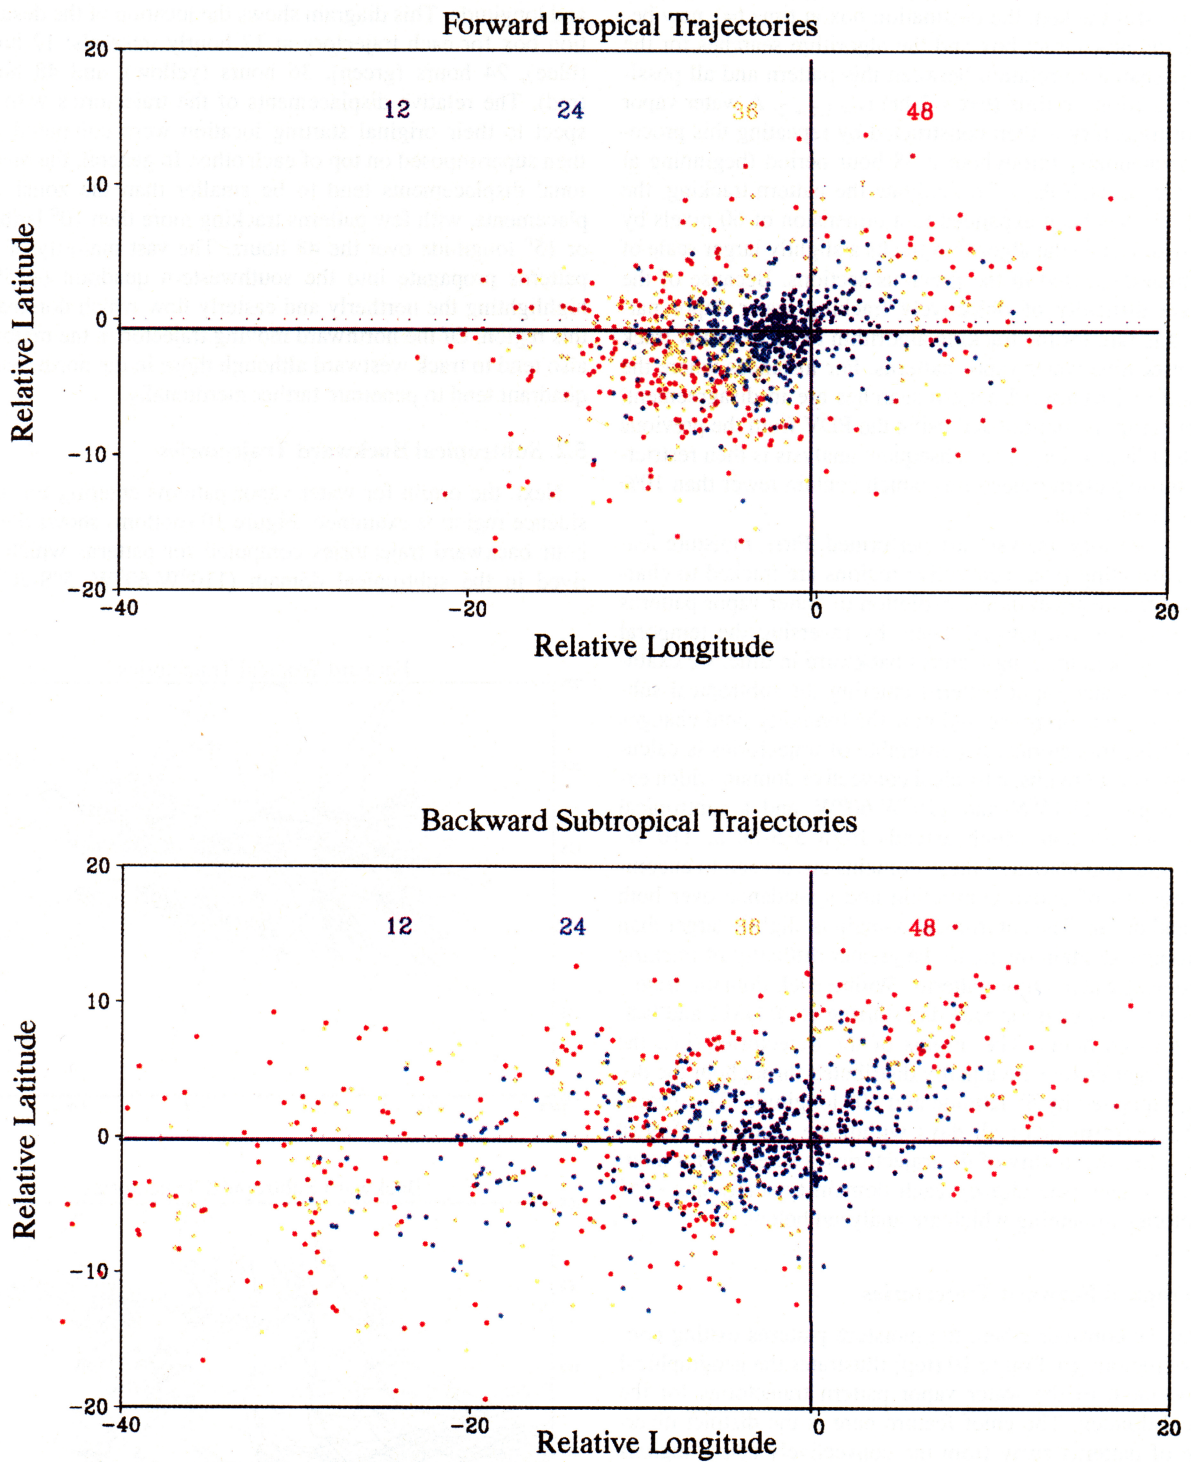 Forward Tropical Trajectories
20
12 24 36 48
10
0
-10
-20
-40 -20 0 20
Relative Latitude
Relative Longitude
Backward Subtropical Trajectories
20
12 24 36 48
10
0
-10
-20
-40 -20 0 20
Relative Latitude
Relative Longitude